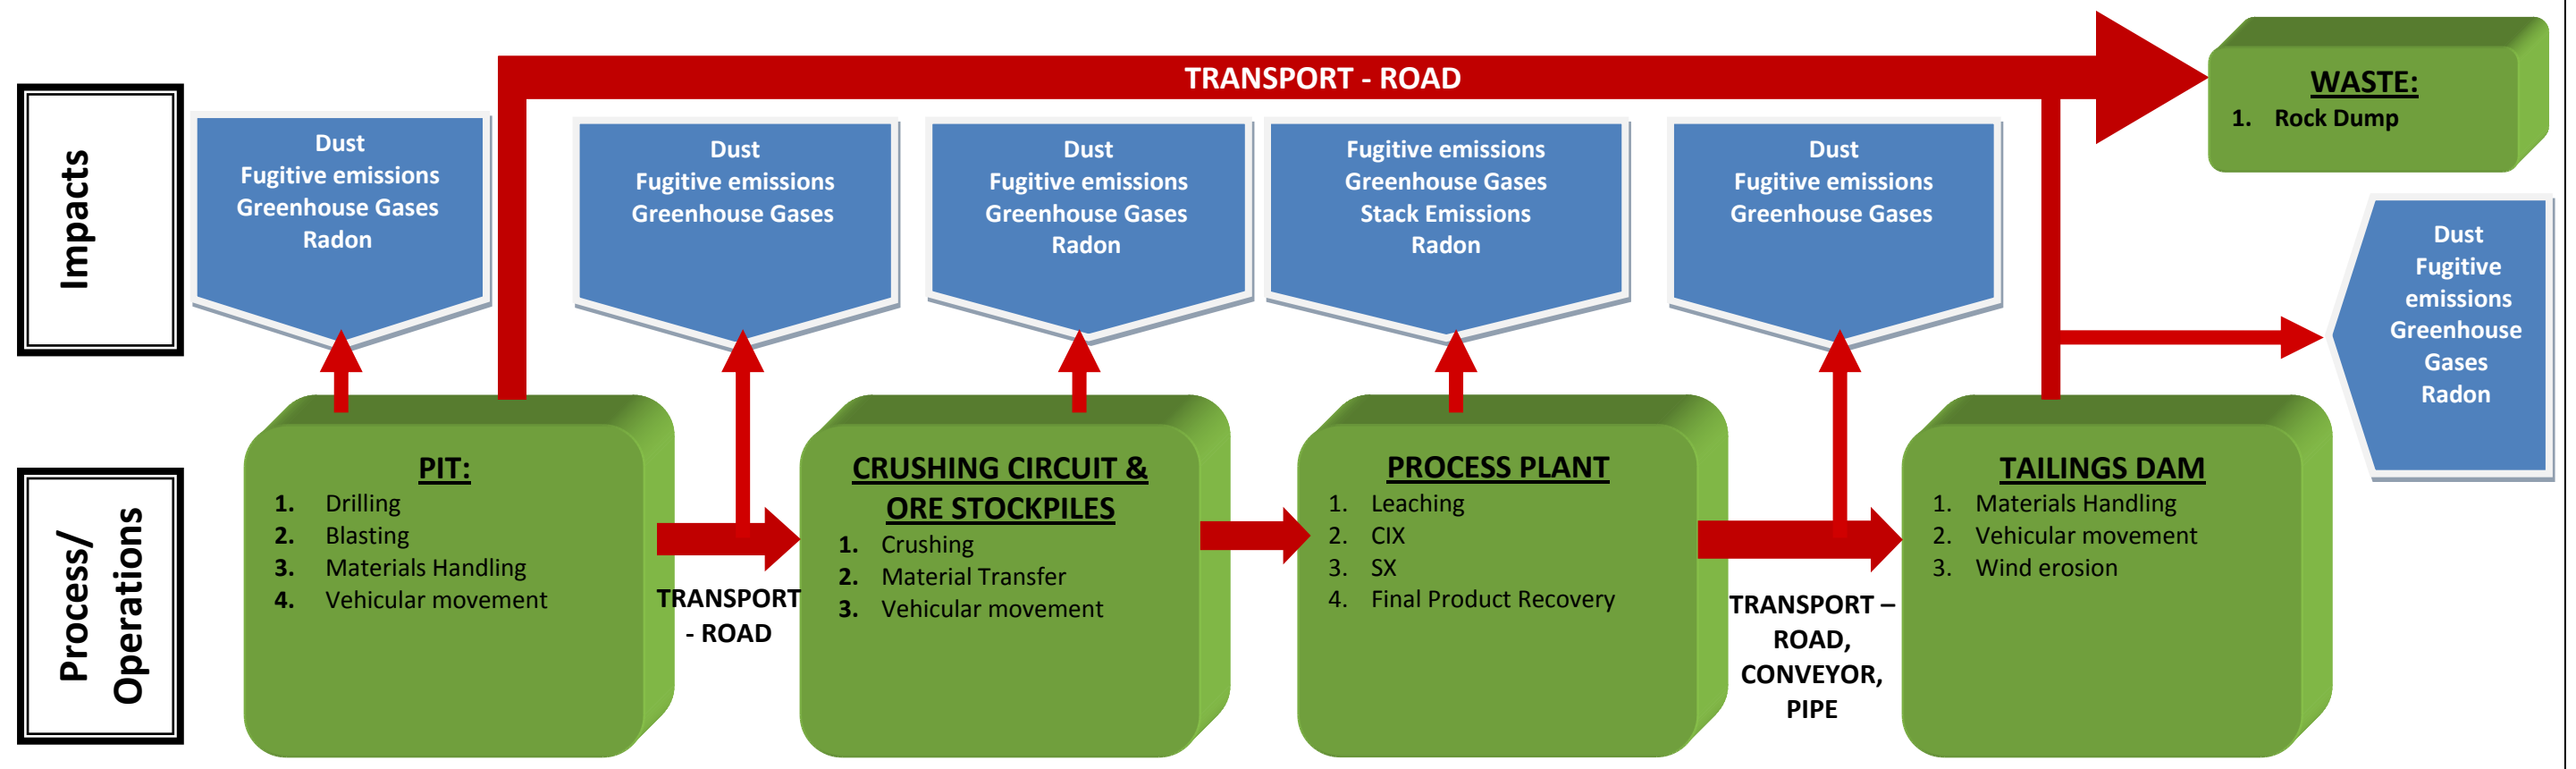 TRANSPORT - ROAD
WASTE:
1. Rock Dump
Impacts
Dust
Fugitive emissions
Greenhouse Gases
Radon
Dust
Fugitive emissions
Greenhouse Gases
Dust
Fugitive emissions
Greenhouse Gases
Radon
Fugitive emissions
Greenhouse Gases
Stack Emissions
Radon
Dust
Fugitive emissions
Greenhouse Gases
Dust
Fugitive
emissions
Greenhouse
Gases
Radon
Process/
Operations
PIT:
1. Drilling
2. Blasting
3. Materials Handling
4. Vehicular movement
TRANSPORT
- ROAD
CRUSHING CIRCUIT &
ORE STOCKPILES
1. Crushing
2. Material Transfer
3. Vehicular movement
PROCESS PLANT
1. Leaching
2. CIX
3. SX
4. Final Product Recovery
TRANSPORT –
ROAD,
CONVEYOR,
PIPE
TAILINGS DAM
1. Materials Handling
2. Vehicular movement
3. Wind erosion